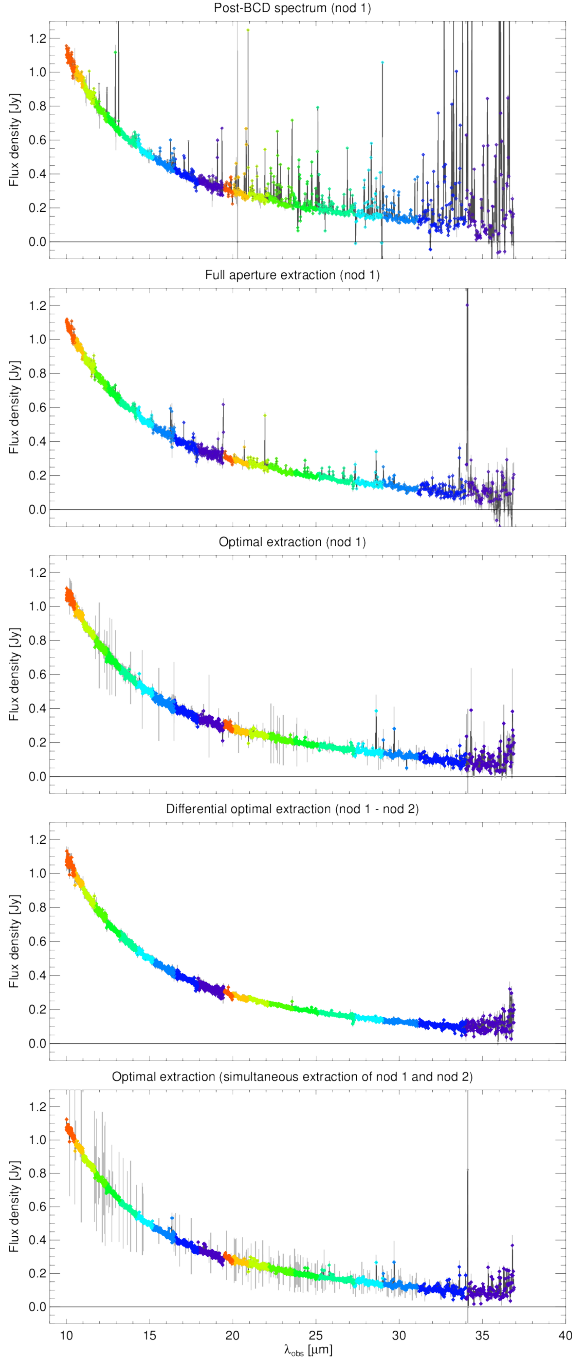 Post-BCD spectrum (nod 1)
1.2
1.0
0.8
0.6
0.4
0.2
0.0
Flux density [Jy]
Full aperture extraction (nod 1)
1.2
1.0
0.8
0.6
0.4
0.2
0.0
Flux density [Jy]
Optimal extraction (nod 1)
1.2
1.0
0.8
0.6
0.4
0.2
0.0
Flux density [Jy]
Differential optimal extraction (nod 1 - nod 2)
1.2
1.0
0.8
0.6
0.4
0.2
0.0
Flux density [Jy]
Optimal extraction (simultaneous extraction of nod 1 and nod 2)
1.2
1.0
0.8
0.6
0.4
0.2
0.0
Flux density [Jy]
10 15 20 25 30 35 40
λobs [μm]